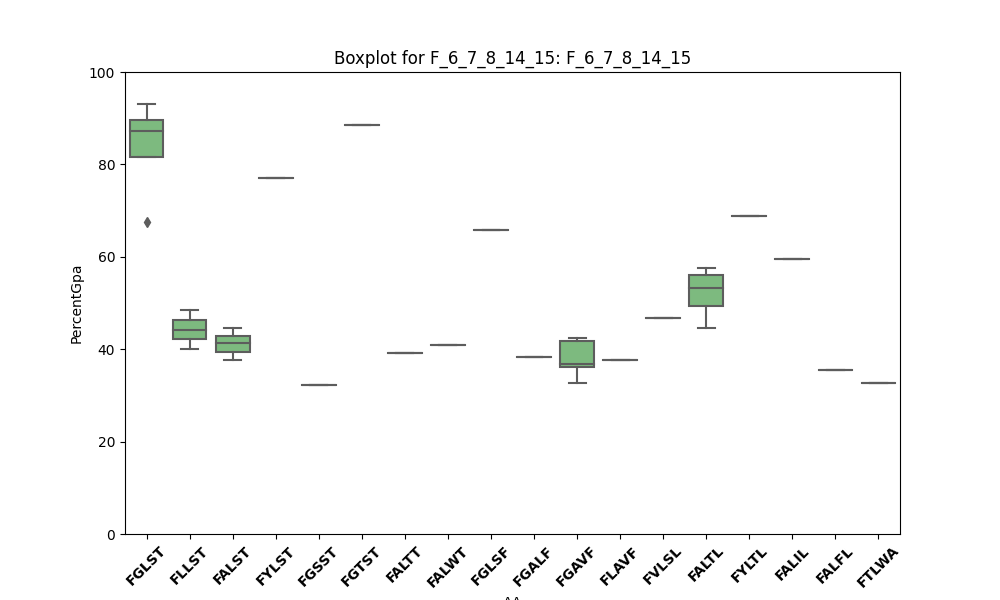 Boxplot for F_6_7_8_14_15: F_6_7_8_14_15
100
80
60
40
20
0
PercentGpa
FGLST
FLLST
FALST
FYLST
FGSST
FGTST
FALTT
FALWT
FGLSF
FGALF
FGAVF
FLAVF
FVLSL
FALTL
FYLTL
FALIL
FALFL
FTLWA